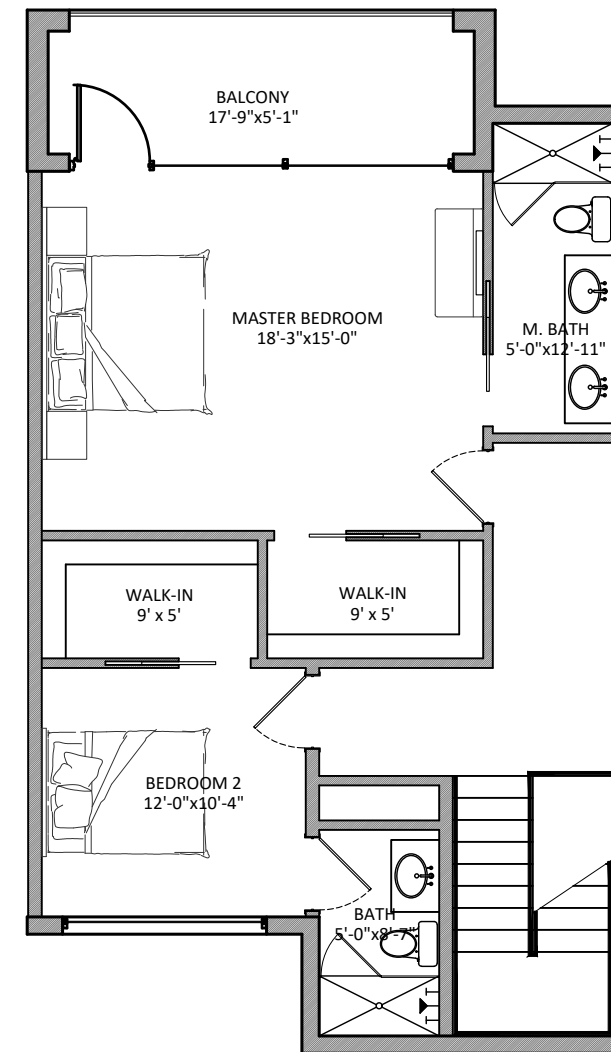 BALCONY
17'-9"x5'-1"
MASTER BEDROOM
18'-3"x15'-0"
M. BATH
5'-0"x12'-11"
WALK-IN
9' x 5'
WALK-IN
9' x 5'
BEDROOM 2
12'-0"x10'-4"
BATH
5'-0"x8'-7"